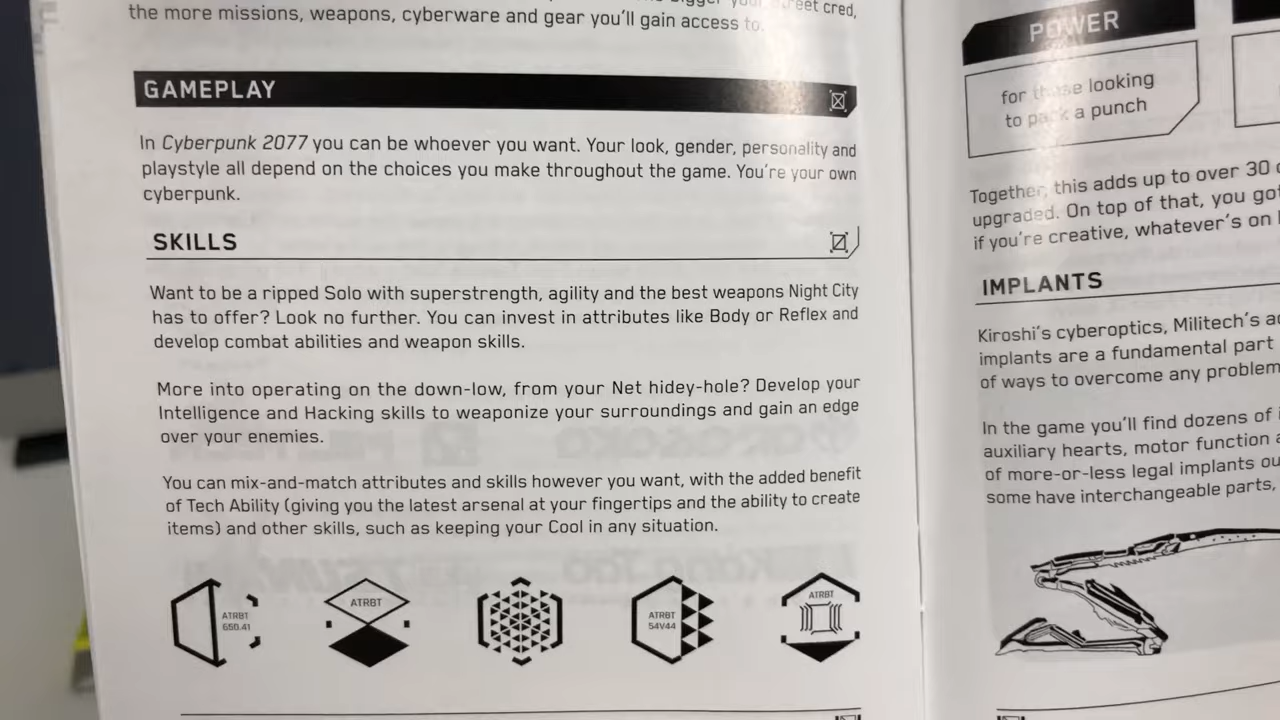 the more missions, weapons, cyberware and gear you'll gain access to.
GAMEPLAY
In Cyberpunk 2077 you can be whoever you want. Your look, gender, personality and
playstyle all depend on the choices you make throughout the game. You're your own
cyberpunk.
SKILLS
Want to be a ripped Solo with superstrength, agility and the best weapons Night City
has to offer? Look no further. You can invest in attributes like Body or Reflex and
develop combat abilities and weapon skills.
More into operating on the down-low, from your Net hidey-hole? Develop your
Intelligence and Hacking skills to weaponize your surroundings and gain an edge
over your enemies.
You can mix-and-match attributes and skills however you want, with the added benefit
of Tech Ability (giving you the latest arsenal at your fingertips and the ability to create
items) and other skills, such as keeping your Cool in any situation.
ATRBT
650.41
ATRBT
ATRBT
54V44
ATRBT
POWER
for those looking
to pack a punch
Together, this adds up to over 30
upgraded. On top of that, you got
if you're creative, whatever's on
IMPLANTS
Kiroshi's cyberoptics, Militech's
implants are a fundamental part
of ways to overcome any problem
In the game you'll find dozens of
auxiliary hearts, motor function
of more-or-less legal implants
some have interchangeable parts,